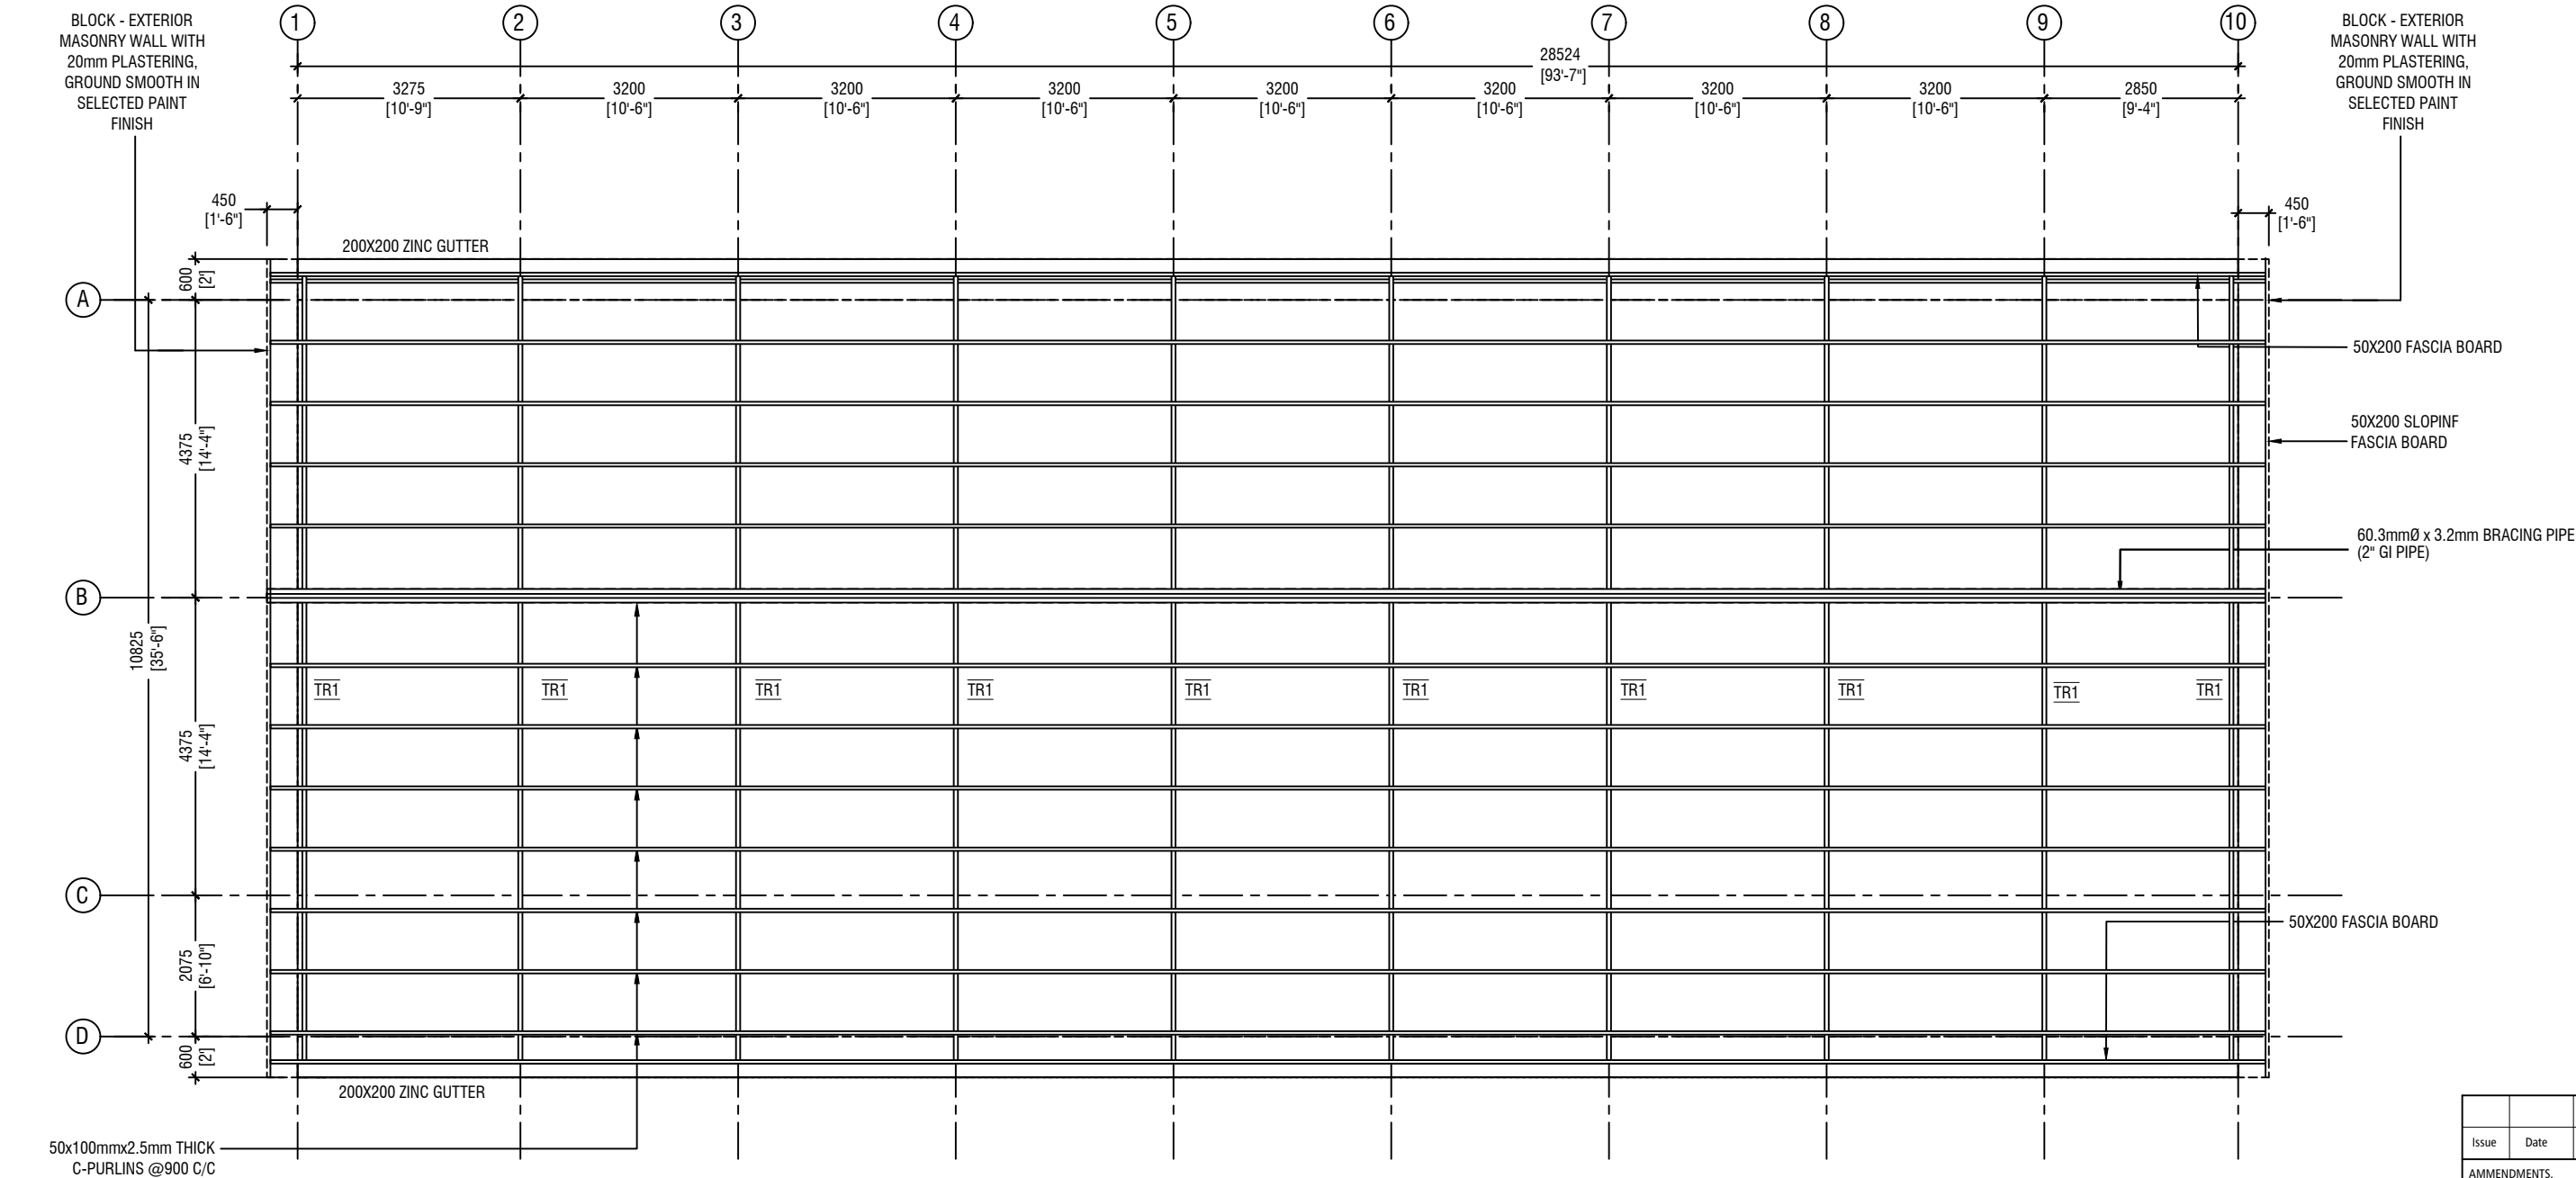 BLOCK - EXTERIOR
MASONRY WALL WITH
20mm PLASTERING,
GROUND SMOOTH IN
SELECTED PAINT
FINISH
1
2
3
4
5
6
7
8
9
10
BLOCK - EXTERIOR
MASONRY WALL WITH
20mm PLASTERING,
GROUND SMOOTH IN
SELECTED PAINT
FINISH
28524
[93'-7"]
3275
[10'-9"]
3200
[10'-6"]
3200
[10'-6"]
3200
[10'-6"]
3200
[10'-6"]
3200
[10'-6"]
3200
[10'-6"]
3200
[10'-6"]
2850
[9'-4"]
450
[1'-6"]
450
[1'-6"]
200X200 ZINC GUTTER
600
[2']
A
50X200 FASCIA BOARD
4375
[14'-4"]
50X200 SLOPINF
FASCIA BOARD
60.3mmØ x 3.2mm BRACING PIPE
(2" GI PIPE)
B
10825
[35'-6"]
TR1
TR1
TR1
TR1
TR1
TR1
TR1
TR1
TR1
TR1
4375
[14'-4"]
C
50X200 FASCIA BOARD
2075
[6'-10"]
D
600
[2']
200X200 ZINC GUTTER
50x100mmx2.5mm THICK
C-PURLINS @900 C/C
Issue Date
AMMENDMENTS.